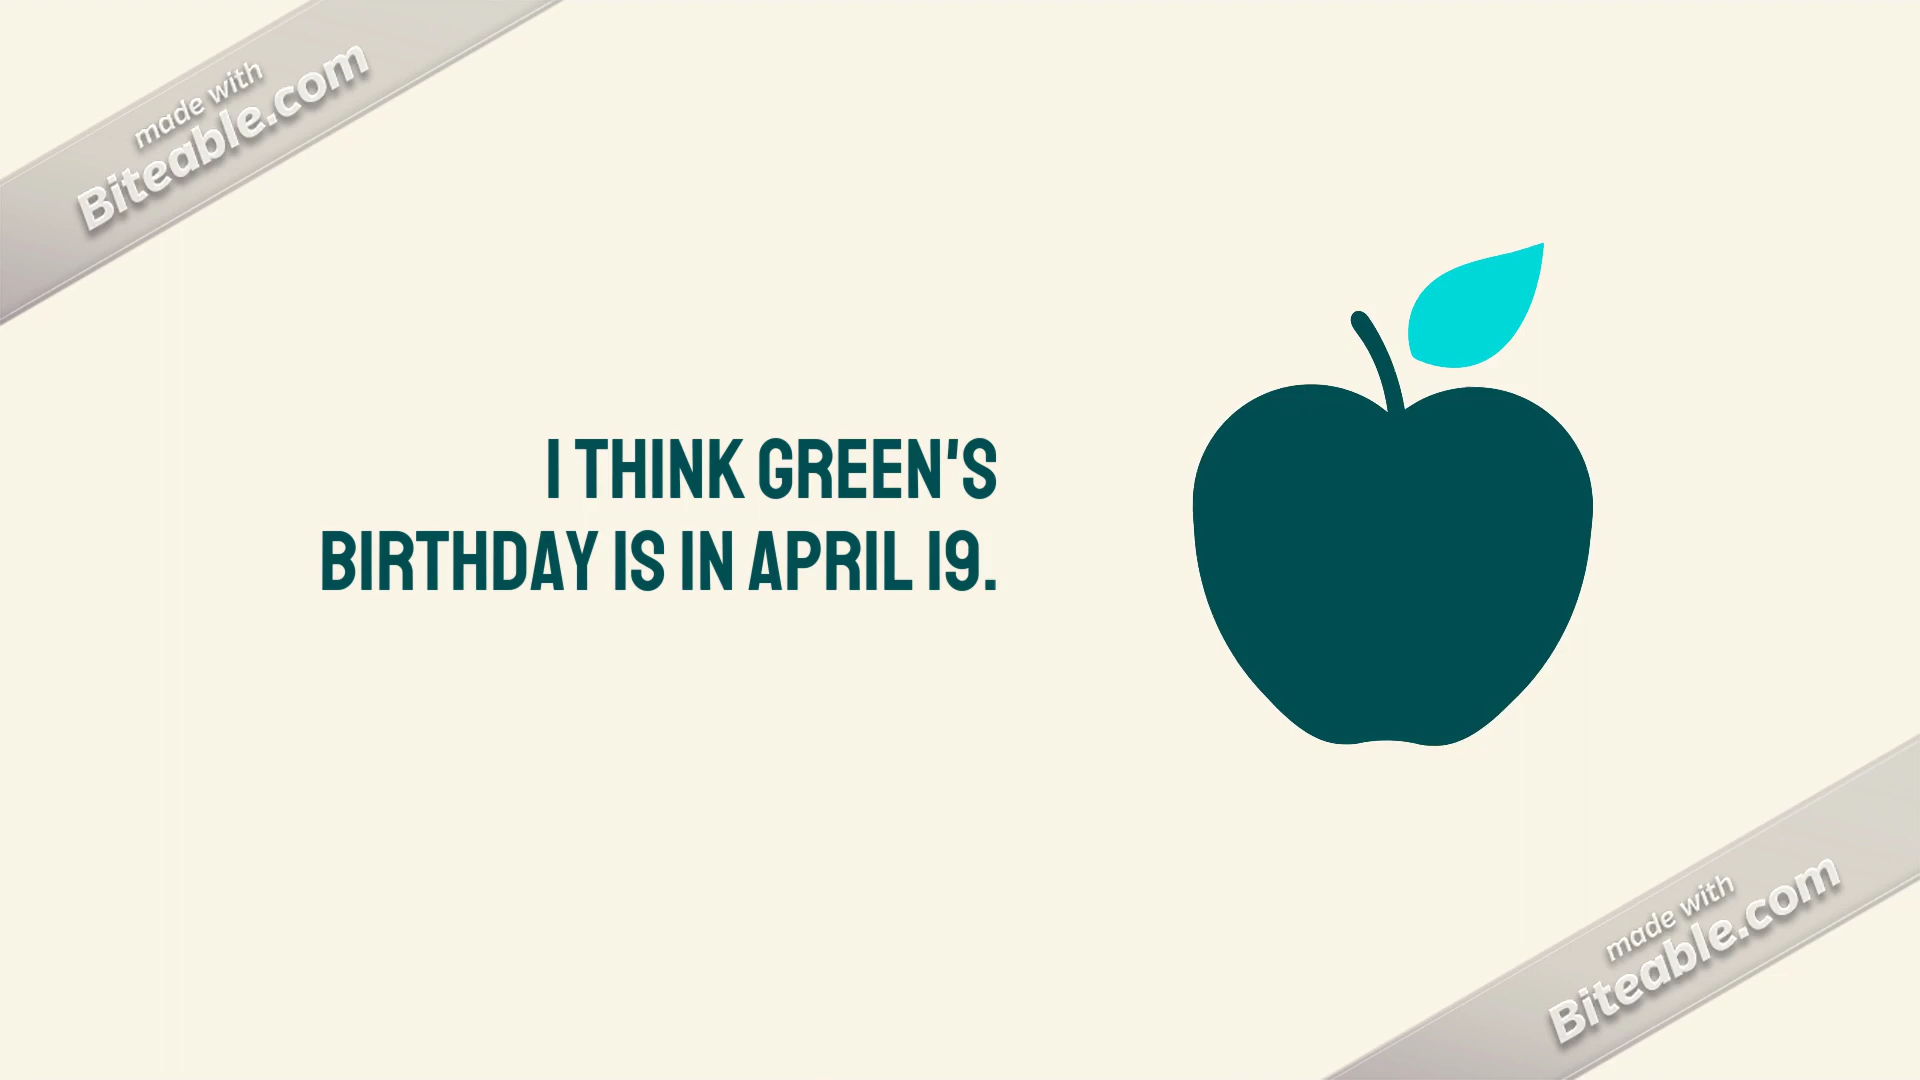 made with
Biteable.com
I THINK GREEN'S
BIRTHDAY IS IN APRIL 19.
made with
Biteable.com